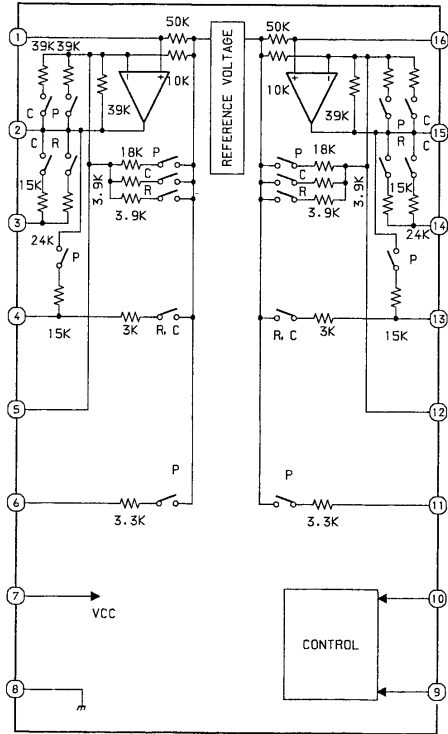 50K
50K
1
16
39K 39K
REFERENCE VOLTAGE
10K
10K
39K
39K
C
P
P
C
2
15
C
R
R
C
18K
P
P
18K
15K
3.9K
C
C
3.9K
15K
R
R
3
3.9K
3.9K
14
24K
24K
P
P
4
R, C
R, C
13
15K
3K
3K
15K
5
12
P
P
6
11
3.3K
3.3K
7
10
VCC
CONTROL
8
9